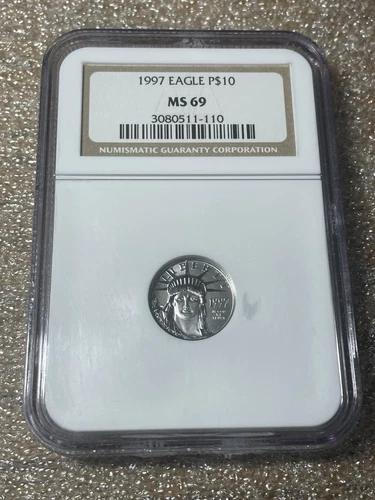 1997 EAGLE P$10
MS 69
3080511-110
NUMISMATIC GUARANTY CORPORATION
LIBERTY
1997